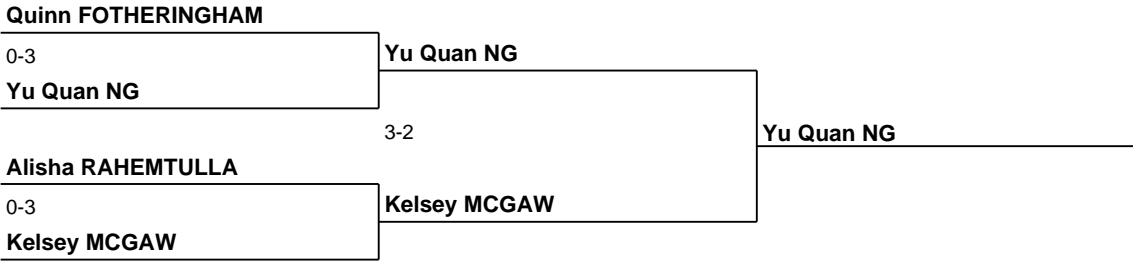 Quinn FOTHERINGHAM
0-3
Yu Quan NG
Yu Quan NG
3-2
Yu Quan NG
Alisha RAHEMTULLA
0-3
Kelsey MCGAW
Kelsey MCGAW